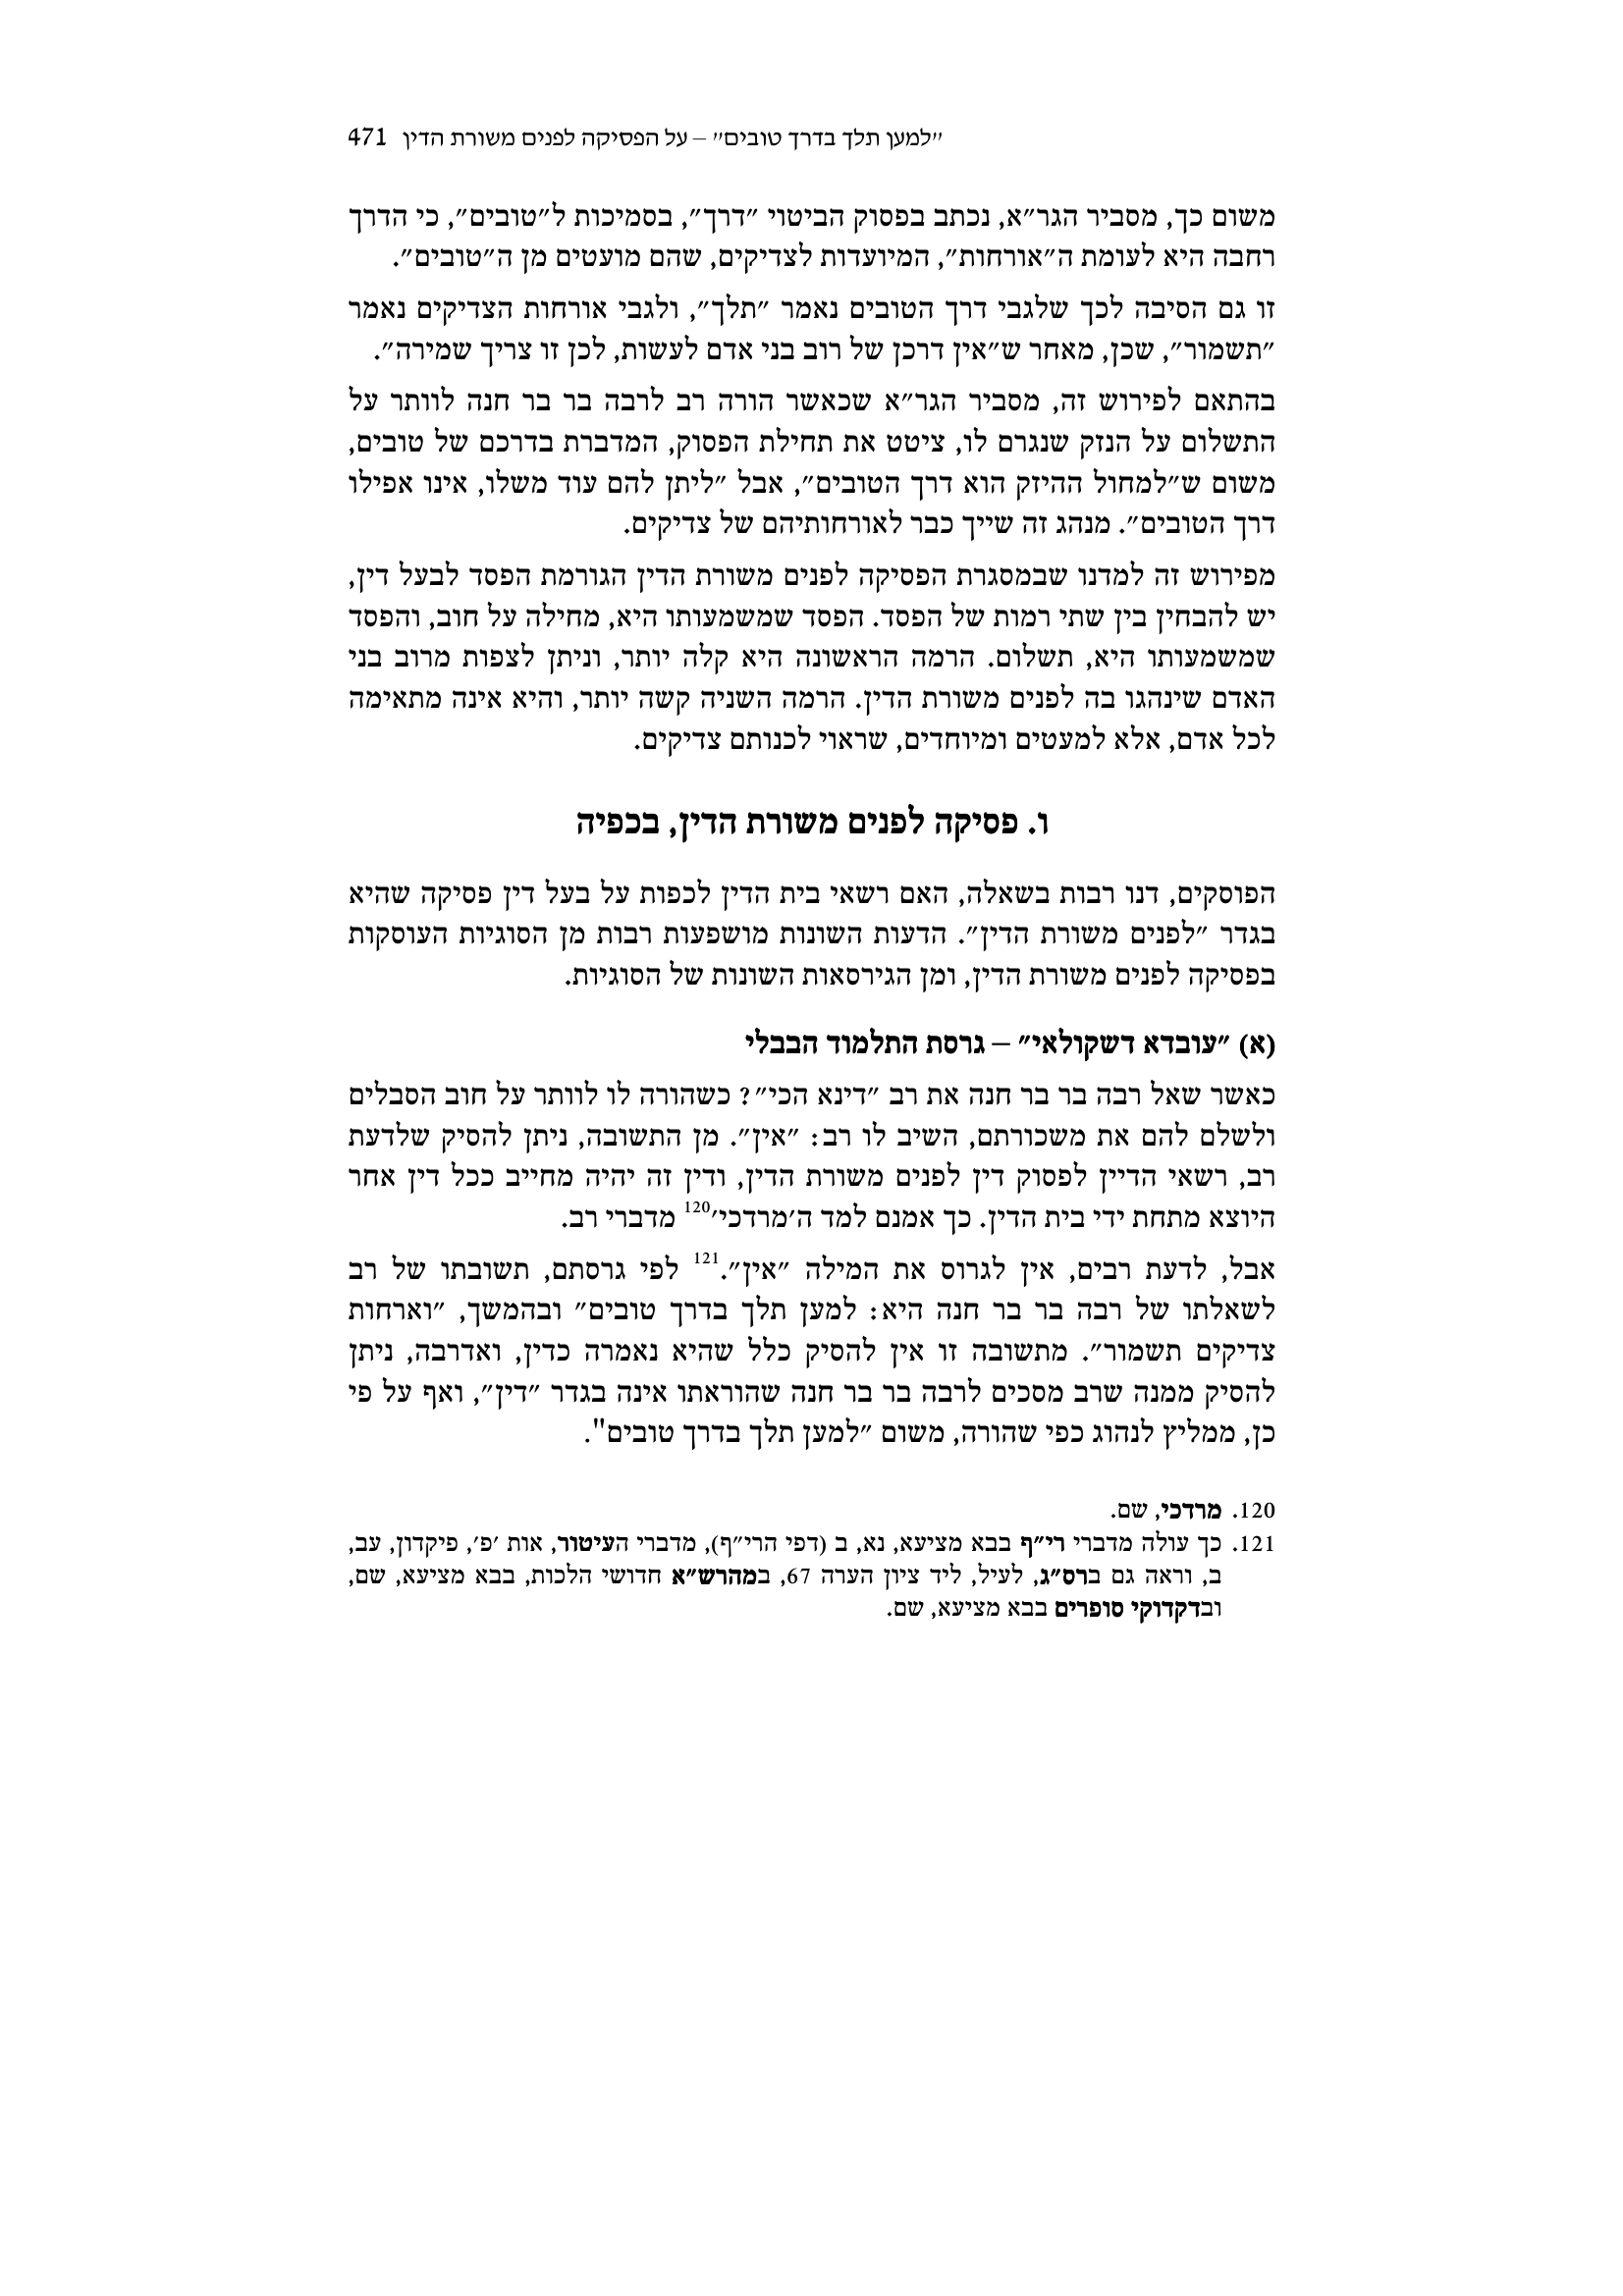 ״למען תלך בדרך טובים״ – על הפסיקה לפנים משורת הדין 471
משום כך, מסביר הגר״א, נכתב בפסוק הביטוי ״דרך״, בסמיכות ל״טובים״, כי הדרך
רחבה היא לעומת ה״אורחות״, המיועדות לצדיקים, שהם מועטים מן ה״טובים״.
זו גם הסיבה לכך שלגבי דרך הטובים נאמר ״תלך״, ולגבי אורחות הצדיקים נאמר
״תשמור״, שכן, מאחר ש״אין דרכן של רוב בני אדם לעשות, לכן זו צריך שמירה״.
בהתאם לפירוש זה, מסביר הגר״א שכאשר הורה רב לרבה בר בר חנה לוותר על
התשלום על הנזק שנגרם לו, ציטט את תחילת הפסוק, המדברת בדרכם של טובים,
משום ש״למחול ההיזק הוא דרך הטובים״, אבל ״ליתן להם עוד משלו, אינו אפילו
דרך הטובים״. מנהג זה שייך כבר לאורחותיהם של צדיקים.
מפירוש זה למדנו שבמסגרת הפסיקה לפנים משורת הדין הגורמת הפסד לבעל דין,
יש להבחין בין שתי רמות של הפסד. הפסד שמשמעותו היא, מחילה על חוב, והפסד
שמשמעותו היא, תשלום. הרמה הראשונה היא קלה יותר, וניתן לצפות מרוב בני
האדם שינהגו בה לפנים משורת הדין. הרמה השניה קשה יותר, והיא אינה מתאימה
לכל אדם, אלא למעטים ומיוחדים, שראוי לכנותם צדיקים.
ו. פסיקה לפנים משורת הדין, בכפיה
הפוסקים, דנו רבות בשאלה, האם רשאי בית הדין לכפות על בעל דין פסיקה שהיא
בגדר ״לפנים משורת הדין״. הדעות השונות מושפעות רבות מן הסוגיות העוסקות
בפסיקה לפנים משורת הדין, ומן הגירסאות השונות של הסוגיות.
(א) ״עובדא דשקולאי״ – גרסת התלמוד הבבלי
כאשר שאל רבה בר בר חנה את רב ״דינא הכי״? כשהורה לו לוותר על חוב הסבלים
ולשלם להם את משכורתם, השיב לו רב: ״אין״. מן התשובה, ניתן להסיק שלדעת
רב, רשאי הדיין לפסוק דין לפנים משורת הדין, ודין זה יהיה מחייב ככל דין אחר
היוצא מתחת ידי בית הדין. כך אמנם למד ה׳מרדכי׳120 מדברי רב.
אבל, לדעת רבים, אין לגרוס את המילה ״אין״.121 לפי גרסתם, תשובתו של רב
לשאלתו של רבה בר בר חנה היא: למען תלך בדרך טובים״ ובהמשך, ״וארחות
צדיקים תשמור״. מתשובה זו אין להסיק כלל שהיא נאמרה כדין, ואדרבה, ניתן
להסיק ממנה שרב מסכים לרבה בר בר חנה שהוראתו אינה בגדר ״דין״, ואף על פי
כן, ממליץ לנהוג כפי שהורה, משום ״למען תלך בדרך טובים".
120. מרדכי, שם.
121. כך עולה מדברי רי״ף בבא מציעא, נא, ב (דפי הרי״ף), מדברי העיטור, אות ׳פ׳, פיקדון, עב,
ב, וראה גם ברס״ג, לעיל, ליד ציון הערה 67, במהרש״א חדושי הלכות, בבא מציעא, שם,
ובדקדוקי סופרים בבא מציעא, שם.